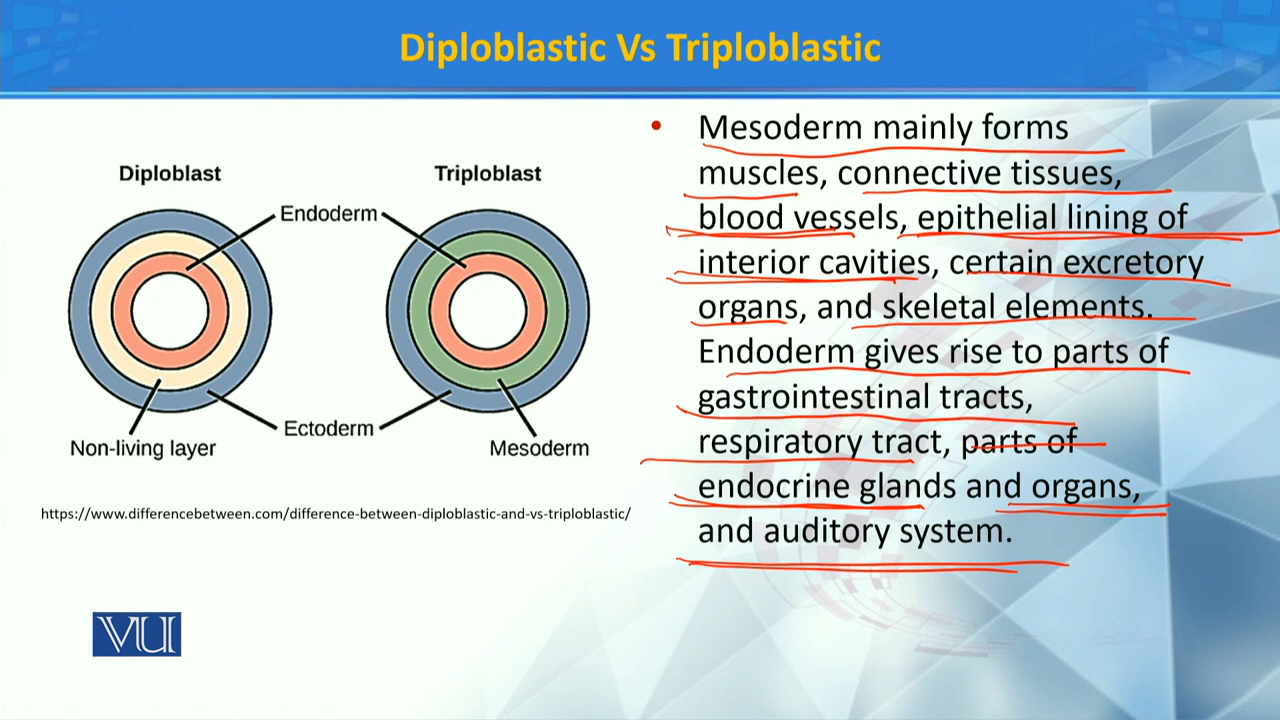 Diploblastic Vs Triploblastic
Diploblast
Triploblast
Endoderm
Ectoderm
Non-living layer
Mesoderm
https://www.differencebetween.com/difference-between-diploblastic-and-vs-triploblastic/
VU
• Mesoderm mainly forms
muscles, connective tissues,
blood vessels, epithelial lining of
interior cavities, certain excretory
organs, and skeletal elements.
Endoderm gives rise to parts of
gastrointestinal tracts,
respiratory tract, parts of
endocrine glands and organs,
and auditory system.